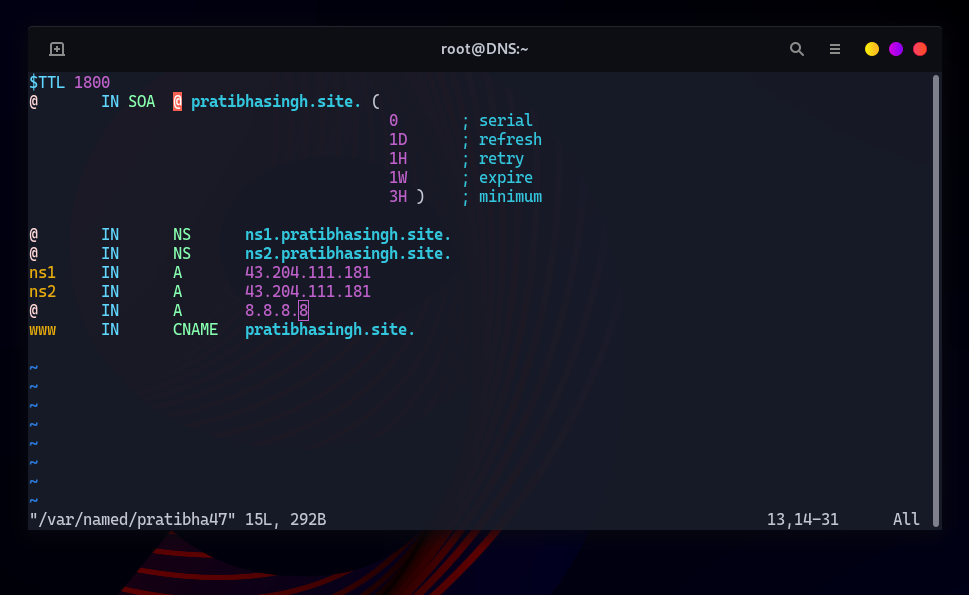 root@DNS:~
$TTL 1800
@ IN SOA @ pratibhasingh.site. (
0 ; serial
1D ; refresh
1H ; retry
1W ; expire
3H ) ; minimum
@ IN NS ns1.pratibhasingh.site.
@ IN NS ns2.pratibhasingh.site.
ns1 IN A 43.204.111.181
ns2 IN A 43.204.111.181
@ IN A 8.8.8.8
www IN CNAME pratibhasingh.site.
~
~
~
~
~
~
~
~
"/var/named/pratibha47" 15L, 292B 13,14-31 All